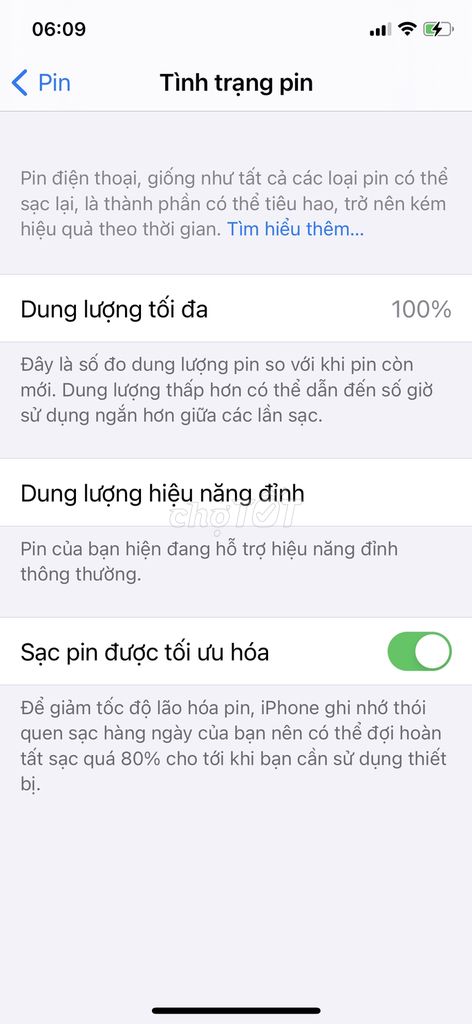 06:09
Pin
Tình trạng pin
Pin điện thoại, giống như tất cả các loại pin có thể
sạc lại, là thành phần có thể tiêu hao, trở nên kém
hiệu quả theo thời gian. Tìm hiểu thêm...
Dung lượng tối đa
100%
Đây là số đo dung lượng pin so với khi pin còn
mới. Dung lượng thấp hơn có thể dẫn đến số giờ
sử dụng ngắn hơn giữa các lần sạc.
Dung lượng hiệu năng đỉnh
chợTỐT
Pin của bạn hiện đang hỗ trợ hiệu năng đỉnh
thông thường.
Sạc pin được tối ưu hóa
Để giảm tốc độ lão hóa pin, iPhone ghi nhớ thói
quen sạc hàng ngày của bạn nên có thể đợi hoàn
tất sạc quá 80% cho tới khi bạn cần sử dụng thiết
bị.